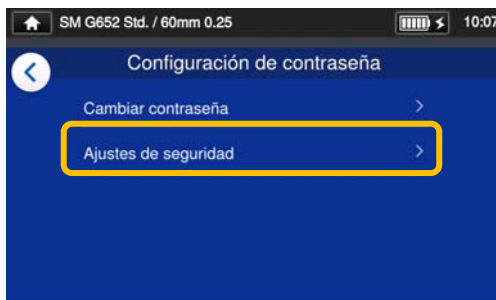 SM G652 Std. / 60mm 0.25 10:07
Configuración de contraseña
Cambiar contraseña
Ajustes de seguridad